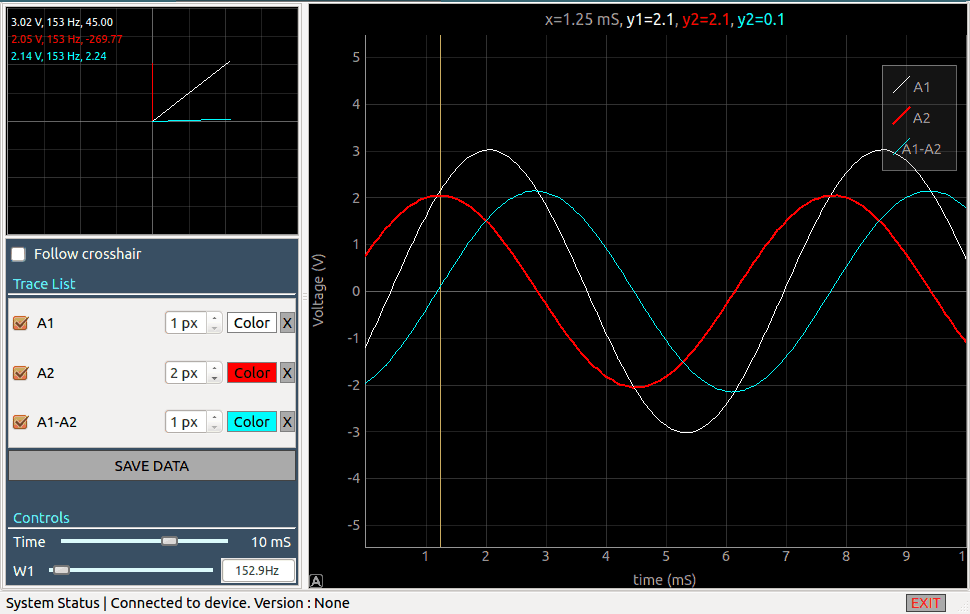 3.02 V, 153 Hz, 45.00
2.05 V, 153 Hz, -269.77
2.14 V, 153 Hz, 2.24
Follow crosshair
Trace List
A1 1 px Color X
A2 2 px Color X
A1-A2 1 px Color X
SAVE DATA
Controls
Time 10 mS
W1 152.9Hz
x=1.25 mS, y1=2.1, y2=2.1, y2=0.1
A1
A2
A1-A2
Voltage (V)
5
4
3
2
1
0
-1
-2
-3
-4
-5
1 2 3 4 5 6 7 8 9 1
A
time (mS)
System Status | Connected to device. Version : None
EXIT